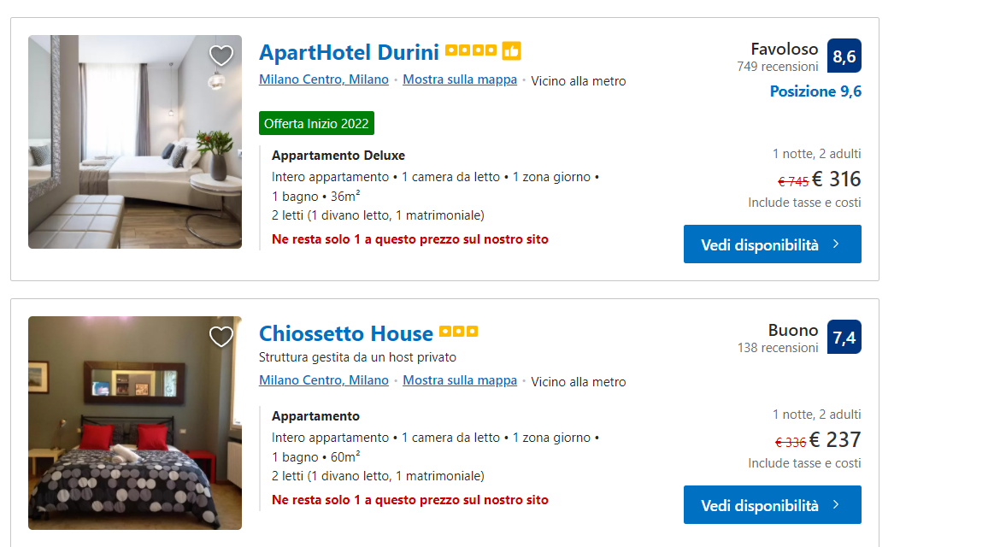 ApartHotel Durini
Favoloso
749 recensioni
8,6
Milano Centro, Milano • Mostra sulla mappa • Vicino alla metro
Posizione 9,6
Offerta Inizio 2022
Appartamento Deluxe
1 notte, 2 adulti
Intero appartamento • 1 camera da letto • 1 zona giorno •
€ 745 € 316
1 bagno • 36m²
Include tasse e costi
2 letti (1 divano letto, 1 matrimoniale)
Ne resta solo 1 a questo prezzo sul nostro sito
Vedi disponibilità
Chiossetto House
Buono
138 recensioni
7,4
Struttura gestita da un host privato
Milano Centro, Milano • Mostra sulla mappa • Vicino alla metro
Appartamento
1 notte, 2 adulti
Intero appartamento • 1 camera da letto • 1 zona giorno •
€ 336 € 237
1 bagno • 60m²
Include tasse e costi
2 letti (1 divano letto, 1 matrimoniale)
Ne resta solo 1 a questo prezzo sul nostro sito
Vedi disponibilità